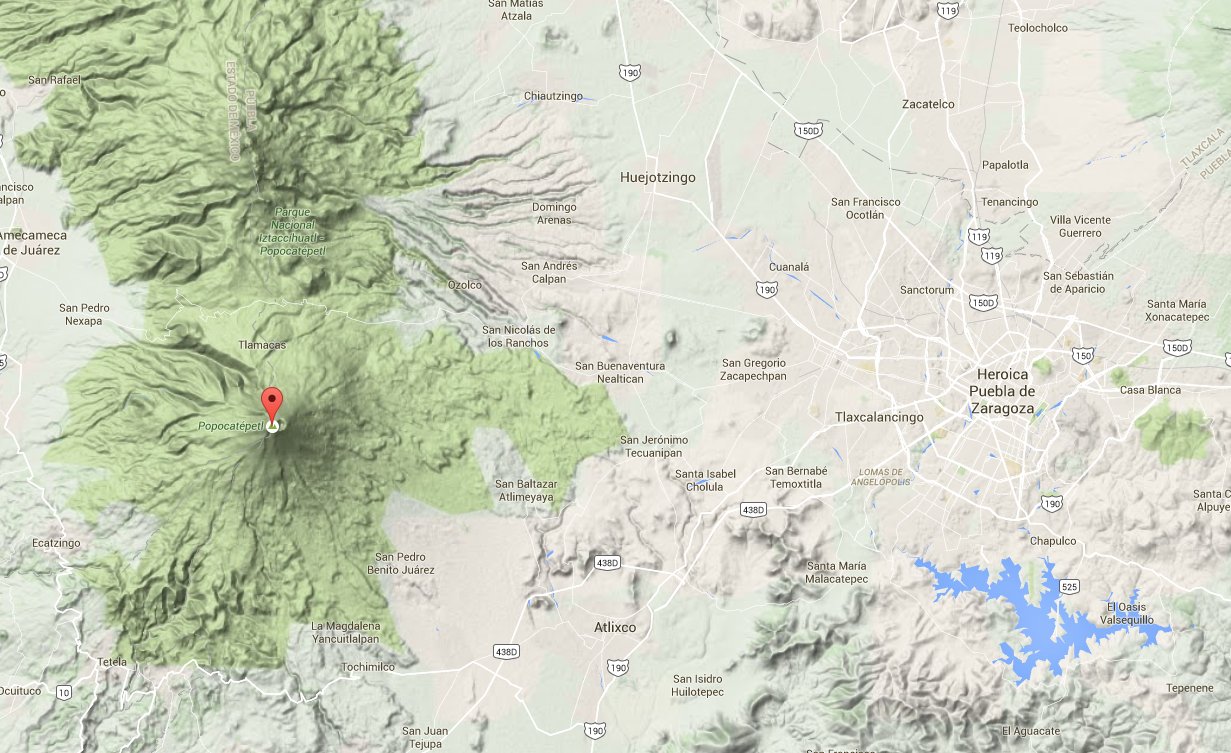 San Matías
Atzala
119
Teolocholco
San Rafael
190
Chiautzingo
Zacatelco
150D
ESTADO DE MEXICO
PUEBLA
TLAXCALA
PUEBLA
Papalotla
Huejotzingo
ncisco
alpan
San Francisco
Ocotlán
Tenancingo
Domingo
Arenas
Parque
Nacional
Iztaccihuatl-
Popocatepetl
Villa Vicente
Guerrero
Amecameca
de Juárez
119
119
San Andrés
Calpan
Cuanalá
San Sebastián
de Aparicio
Ozolco
190
Sanctorum
150D
San Pedro
Nexapa
Santa María
Xonacatepec
San Nicolás de
los Ranchos
Tlamacas
150
150D
San Buenaventura
Nealtican
San Gregorio
Zacapechpan
Heroica
Puebla de
Zaragoza
Casa Blanca
Tlaxcalancingo
Popocatépetl
San Jerónimo
Tecuanipan
Santa Isabel
Cholula
San Bernabé
Temoxtitla
LOMAS DE
ANGELÓPOLIS
San Baltazar
Atlimeyaya
438D
190
Santa C
Alpuye
Ecatzingo
Chapulco
San Pedro
Benito Juárez
438D
Santa María
Malacatepec
525
El Oasis
Valsequillo
La Magdalena
Yancuitlalpan
Atlixco
438D
Tetela
Tochimilco
190
Ocuituco
10
San Isidro
Huilotepec
Tepenene
San Juan
Tejupa
190
El Aguacate
San Francisco